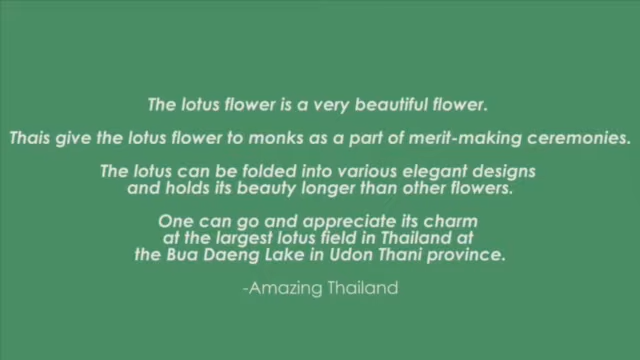 The lotus flower is a very beautiful flower.
Thais give the lotus flower to monks as a part of merit-making ceremonies.
The lotus can be folded into various elegant designs
and holds its beauty longer than other flowers.
One can go and appreciate its charm
at the largest lotus field in Thailand at
the Bua Daeng Lake in Udon Thani province.
-Amazing Thailand